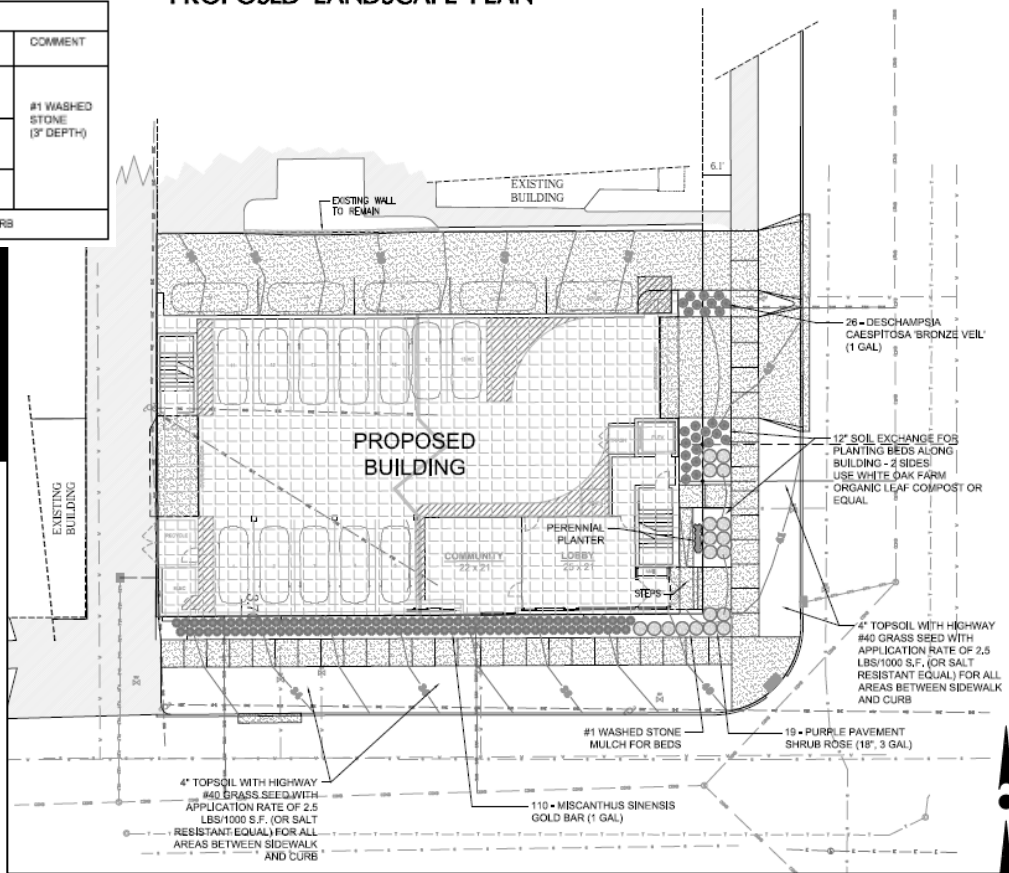 PROPOSED LANDSCAPE PLAN
COMMENT
#1 WASHED
STONE
(3" DEPTH)
RB
6.1'
EXISTING
BUILDING
EXISTING WALL
TO REMAIN
26 - DESCHAMPSIA
CAESPITOSA 'BRONZE VEIL'
(1 GAL)
PROPOSED
BUILDING
12" SOIL EXCHANGE FOR
PLANTING BEDS ALONG
BUILDING - 2 SIDES
USE WHITE OAK FARM
ORGANIC LEAF COMPOST OR
EQUAL
EXISTING
BUILDING
PERENNIAL
PLANTER
COMMUNITY
22 x 21
LOBBY
25 x 21
STEPS
3.7'
4" TOPSOIL WITH HIGHWAY
#40 GRASS SEED WITH
APPLICATION RATE OF 2.5
LBS/1000 S.F. (OR SALT
RESISTANT EQUAL) FOR ALL
AREAS BETWEEN SIDEWALK
AND CURB
#1 WASHED STONE
MULCH FOR BEDS
19 - PURPLE PAVEMENT
SHRUB ROSE (18", 3 GAL)
4" TOPSOIL WITH HIGHWAY
#40 GRASS SEED WITH
APPLICATION RATE OF 2.5
LBS/1000 S.F. (OR SALT
RESISTANT EQUAL) FOR ALL
AREAS BETWEEN SIDEWALK
AND CURB
110 - MISCANTHUS SINENSIS
GOLD BAR (1 GAL)